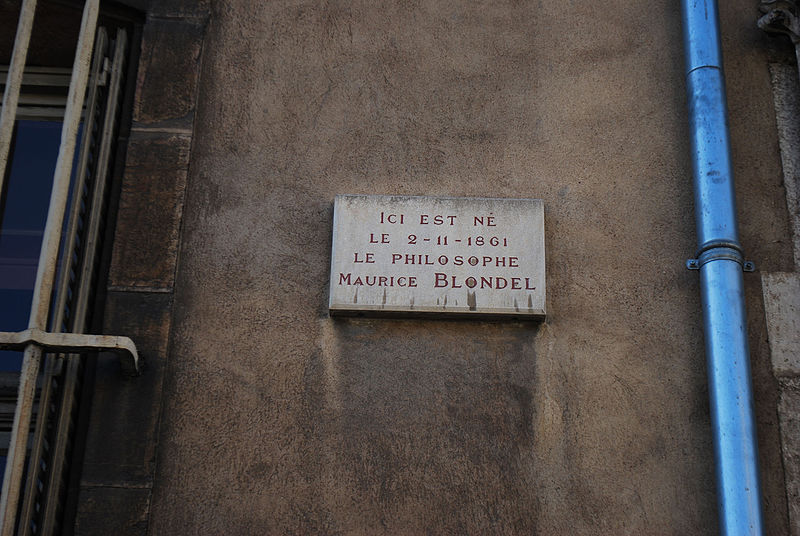 ICI EST NÉ
LE 2-11-1861
LE PHILOSOPHE
MAURICE BLONDEL